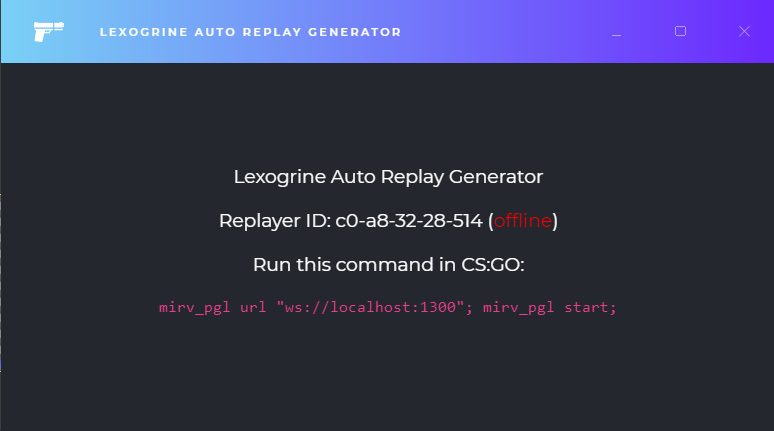 LEXOGRINE AUTO REPLAY GENERATOR
Lexogrine Auto Replay Generator
Replayer ID: c0-a8-32-28-514 (offline)
Run this command in CS:GO:
mirv_pgl url "ws://localhost:1300"; mirv_pgl start;